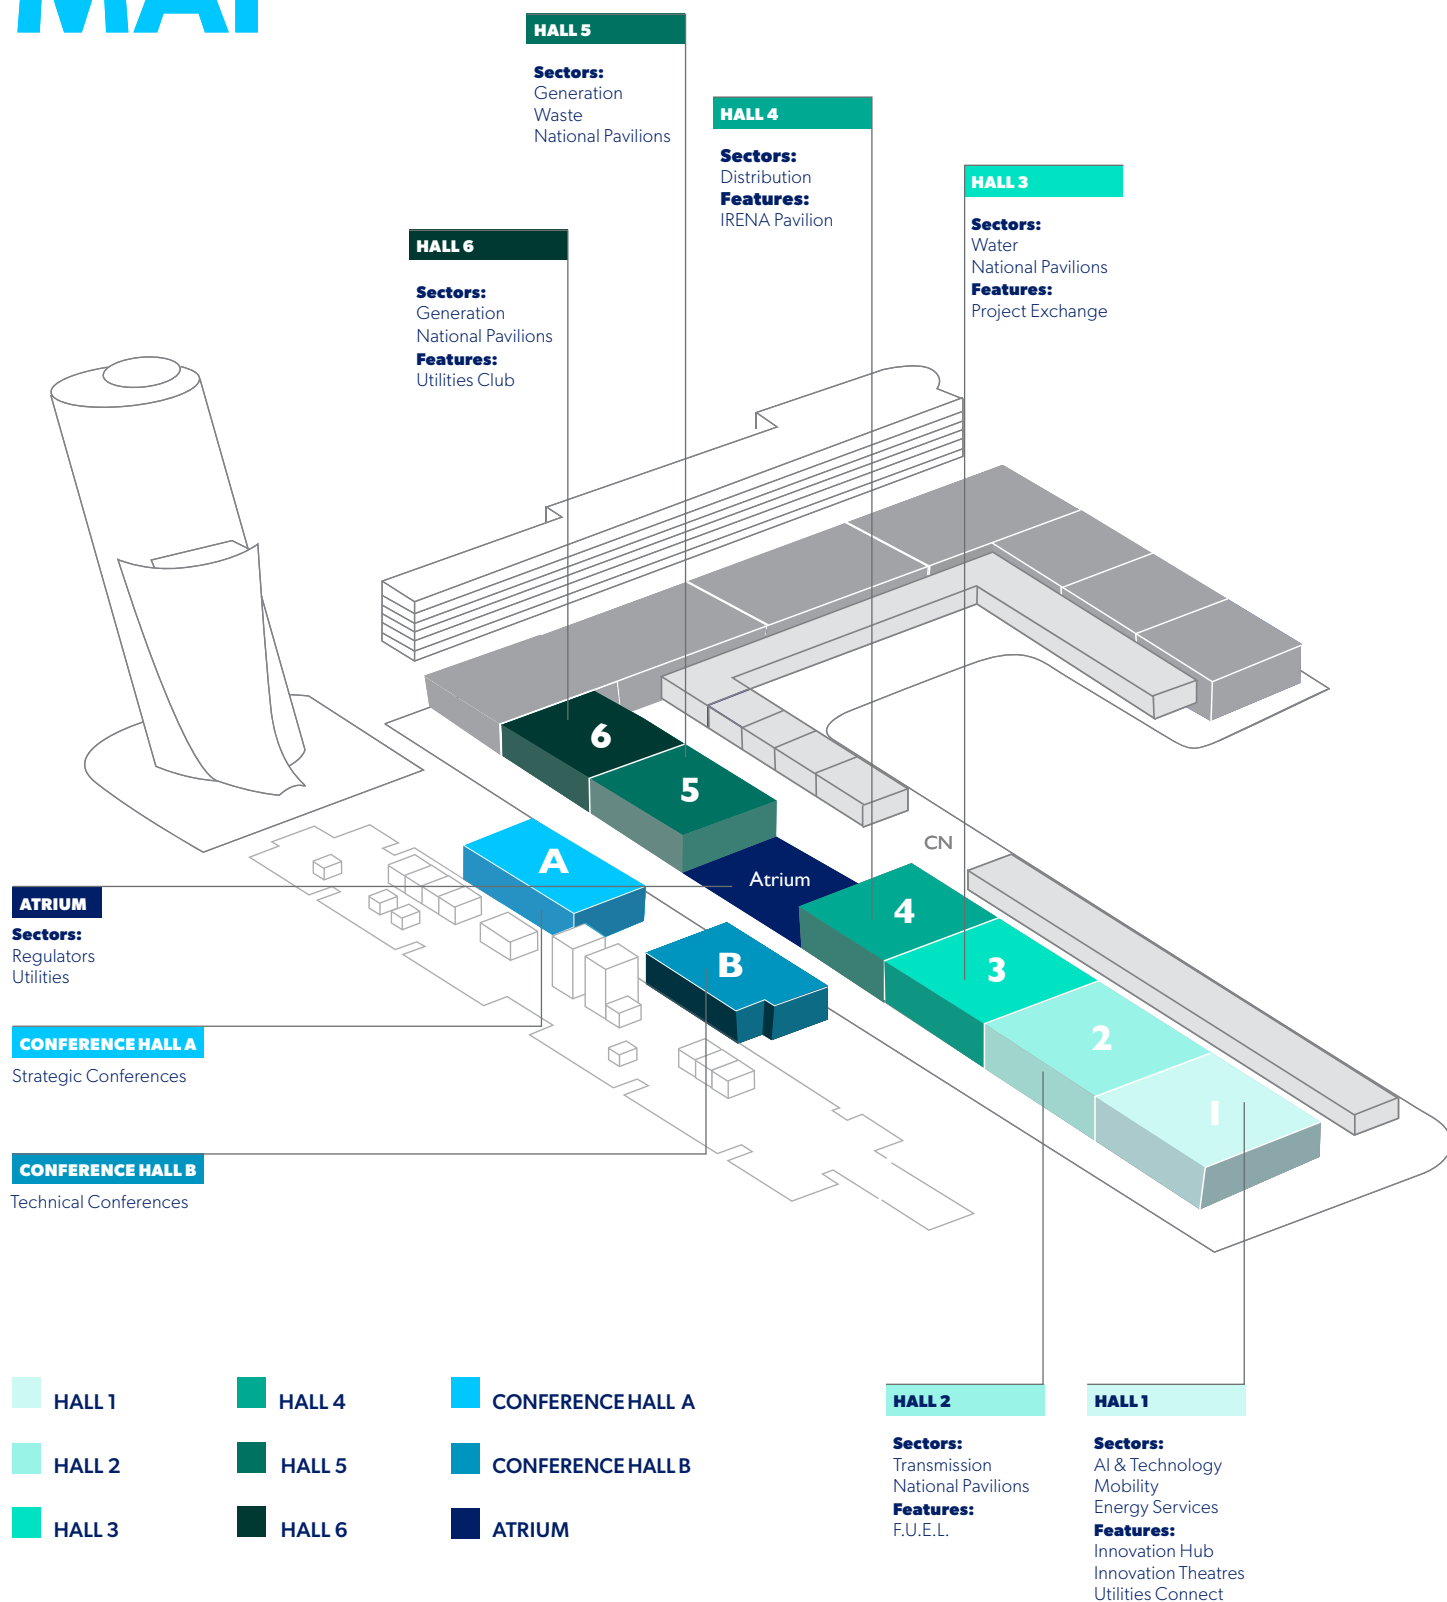 MAP
HALL 5
Sectors:
Generation
Waste
National Pavilions
HALL 4
Sectors:
Distribution
Features:
IRENA Pavilion
HALL 3
Sectors:
Water
National Pavilions
Features:
Project Exchange
HALL 6
Sectors:
Generation
National Pavilions
Features:
Utilities Club
6
5
A
Atrium
CN
4
B
3
2
1
ATRIUM
Sectors:
Regulators
Utilities
CONFERENCE HALL A
Strategic Conferences
CONFERENCE HALL B
Technical Conferences
HALL 1
HALL 2
HALL 3
HALL 4
HALL 5
HALL 6
CONFERENCE HALL A
CONFERENCE HALL B
ATRIUM
HALL 2
Sectors:
Transmission
National Pavilions
Features:
F.U.E.L.
HALL 1
Sectors:
AI & Technology
Mobility
Energy Services
Features:
Innovation Hub
Innovation Theatres
Utilities Connect